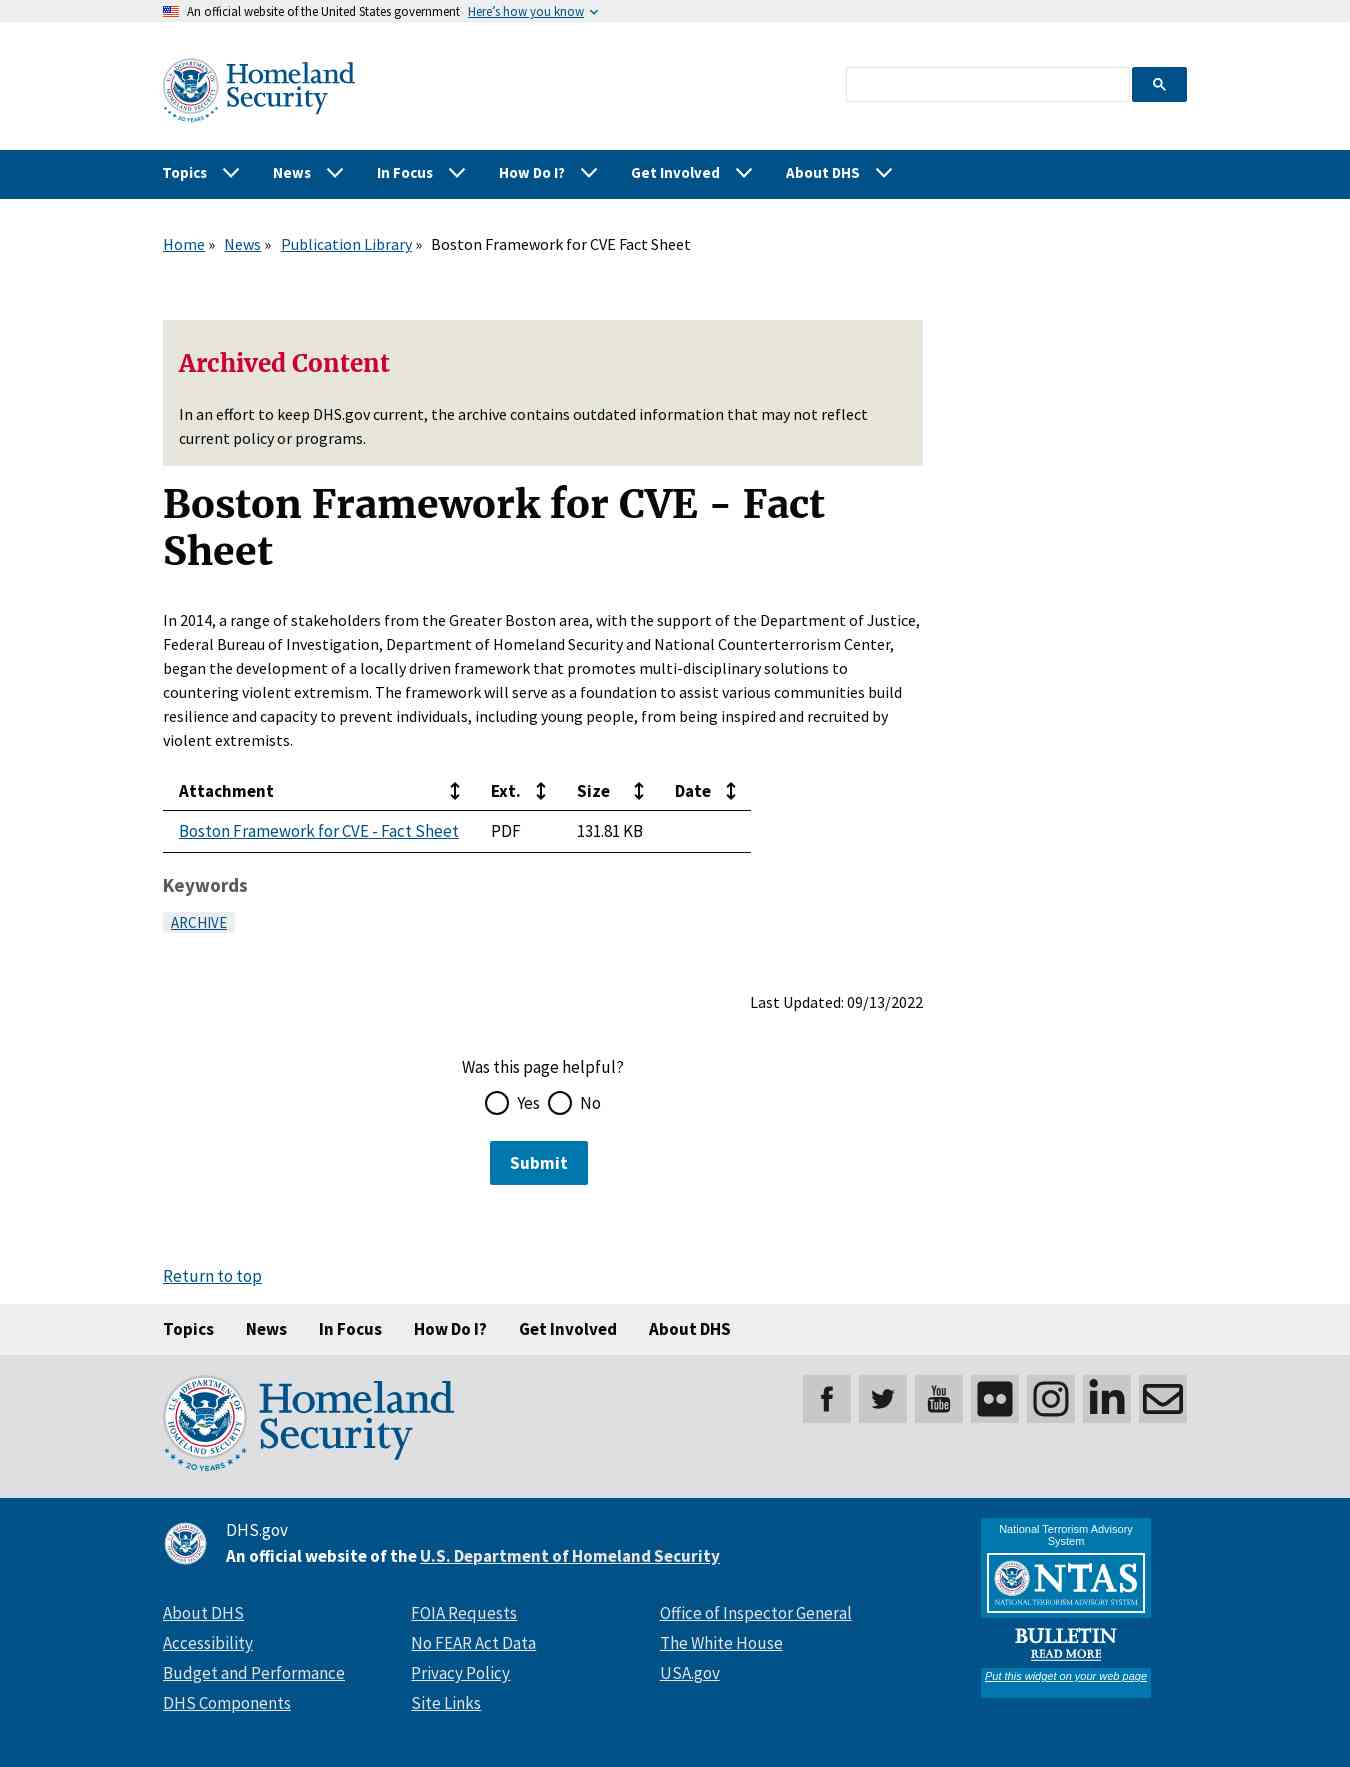 An official website of the United States government Here’s how you know
Homeland
Security
20 YEARS
Topics News In Focus How Do I? Get Involved About DHS
Home » News » Publication Library » Boston Framework for CVE Fact Sheet
Archived Content
In an effort to keep DHS.gov current, the archive contains outdated information that may not reflect
current policy or programs.
Boston Framework for CVE - Fact
Sheet
In 2014, a range of stakeholders from the Greater Boston area, with the support of the Department of Justice,
Federal Bureau of Investigation, Department of Homeland Security and National Counterterrorism Center,
began the development of a locally driven framework that promotes multi-disciplinary solutions to
countering violent extremism. The framework will serve as a foundation to assist various communities build
resilience and capacity to prevent individuals, including young people, from being inspired and recruited by
violent extremists.
Attachment Ext. Size Date
Boston Framework for CVE - Fact Sheet PDF 131.81 KB
Keywords
ARCHIVE
Last Updated: 09/13/2022
Was this page helpful?
Yes No
Submit
Return to top
Topics News In Focus How Do I? Get Involved About DHS
U.S. DEPARTMENT OF
HOMELAND SECURITY
20 YEARS
Homeland
Security
You
Tube
DHS.gov
An official website of the U.S. Department of Homeland Security
About DHS FOIA Requests Office of Inspector General
Accessibility No FEAR Act Data The White House
Budget and Performance Privacy Policy USA.gov
DHS Components Site Links
National Terrorism Advisory
System
NTAS
NATIONAL TERRORISM ADVISORY SYSTEM
BULLETIN
READ MORE
Put this widget on your web page